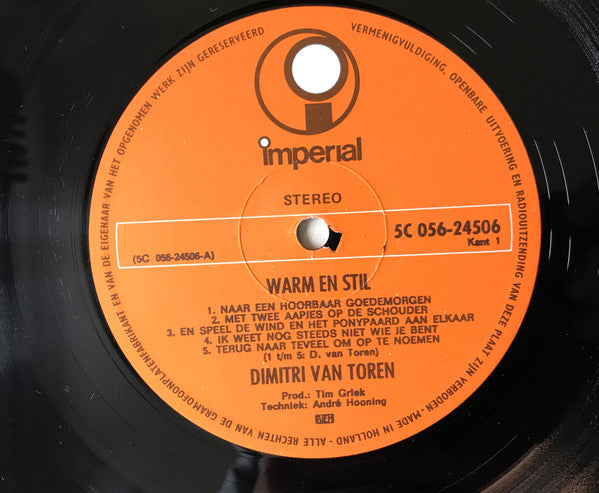 ALLE RECHTEN VAN DE GRAMOFOONPLATENFABRIKANT EN VAN DE EIGENAAR VAN HET OPGENOMEN WERK ZIJN GERESERVEERD
VERMENIGVULDIGING, OPENBARE UITVOERING EN RADIOUITZENDING VAN DEZE PLAAT ZIJN VERBODEN - MADE IN HOLLAND -
imperial
STEREO
5C 056-24506
(5C 056-24506-A)
Kant 1
WARM EN STIL
1. NAAR EEN HOORBAAR GOEDEMORGEN
2. MET TWEE AAPJES OP DE SCHOUDER
3. EN SPEEL DE WIND EN HET PONYPAARD AAN ELKAAR
4. IK WEET NOG STEEDS NIET WIE JE BENT
5. TERUG NAAR TEVEEL OM OP TE NOEMEN
(1 t/m 5: D. van Toren)
DIMITRI VAN TOREN
Prod.: Tim Griek
Techniek: André Hooning
BIEM